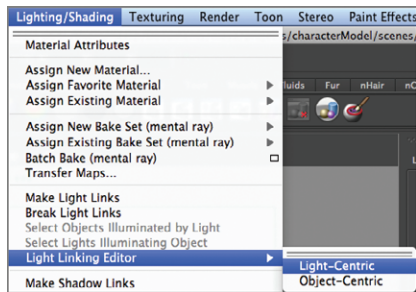 Lighting/Shading Texturing Render Toon Stereo Paint Effects
s/characterModel/scenes/
Material Attributes
Assign New Material...
Assign Favorite Material
Assign Existing Material
luids Fur nHair nC
Assign New Bake Set (mental ray)
Assign Existing Bake Set (mental ray)
Batch Bake (mental ray)
Transfer Maps...
Make Light Links
Break Light Links
Select Objects Illuminated by Light
Select Lights Illuminating Object
Light Linking Editor
Light-Centric
Object-Centric
Make Shadow Links